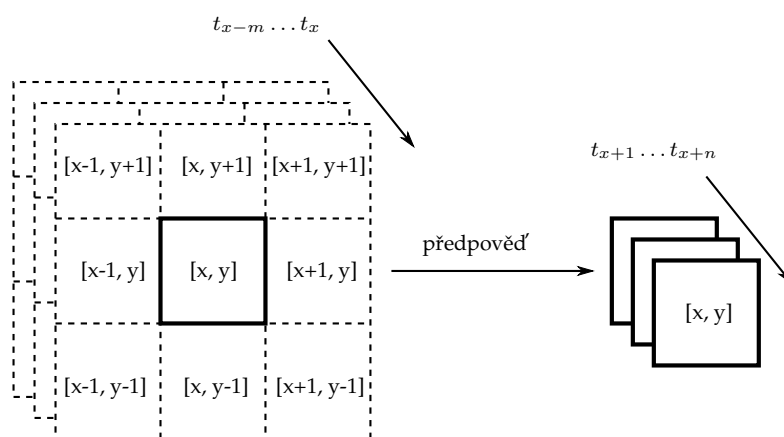 t_{x−m} … t_x
t_{x+1} … t_{x+n}
[x-1, y+1] [x, y+1] [x+1, y+1]
předpověď
[x-1, y] [x, y] [x+1, y]
[x, y]
[x-1, y-1] [x, y-1] [x+1, y-1]